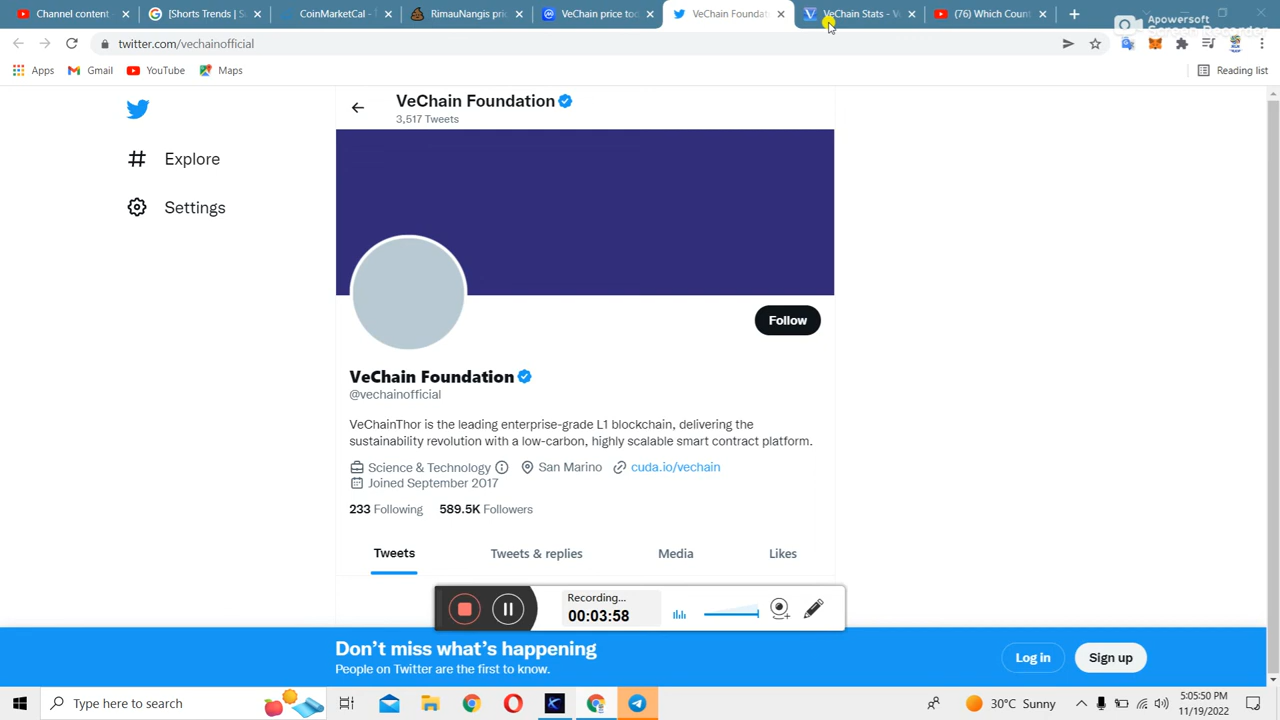 Channel content
[Shorts Trends | S
CoinMarketCal -
RimauNangis pri
VeChain price to
VeChain Foundat
VeChain Stats - V
(76) Which Count
Apowersoft
Screen Recorder
twitter.com/vechainofficial
Apps
Gmail
YouTube
Maps
Reading list
VeChain Foundation
3,517 Tweets
Explore
Settings
Follow
VeChain Foundation
@vechainofficial
VeChainThor is the leading enterprise-grade L1 blockchain, delivering the
sustainability revolution with a low-carbon, highly scalable smart contract platform.
Science & Technology San Marino cuda.io/vechain
Joined September 2017
233 Following 589.5K Followers
Tweets Tweets & replies Media Likes
Recording...
00:03:58
Don't miss what's happening
People on Twitter are the first to know.
Log in
Sign up
Type here to search
30°C Sunny
5:05:50 PM
11/19/2022